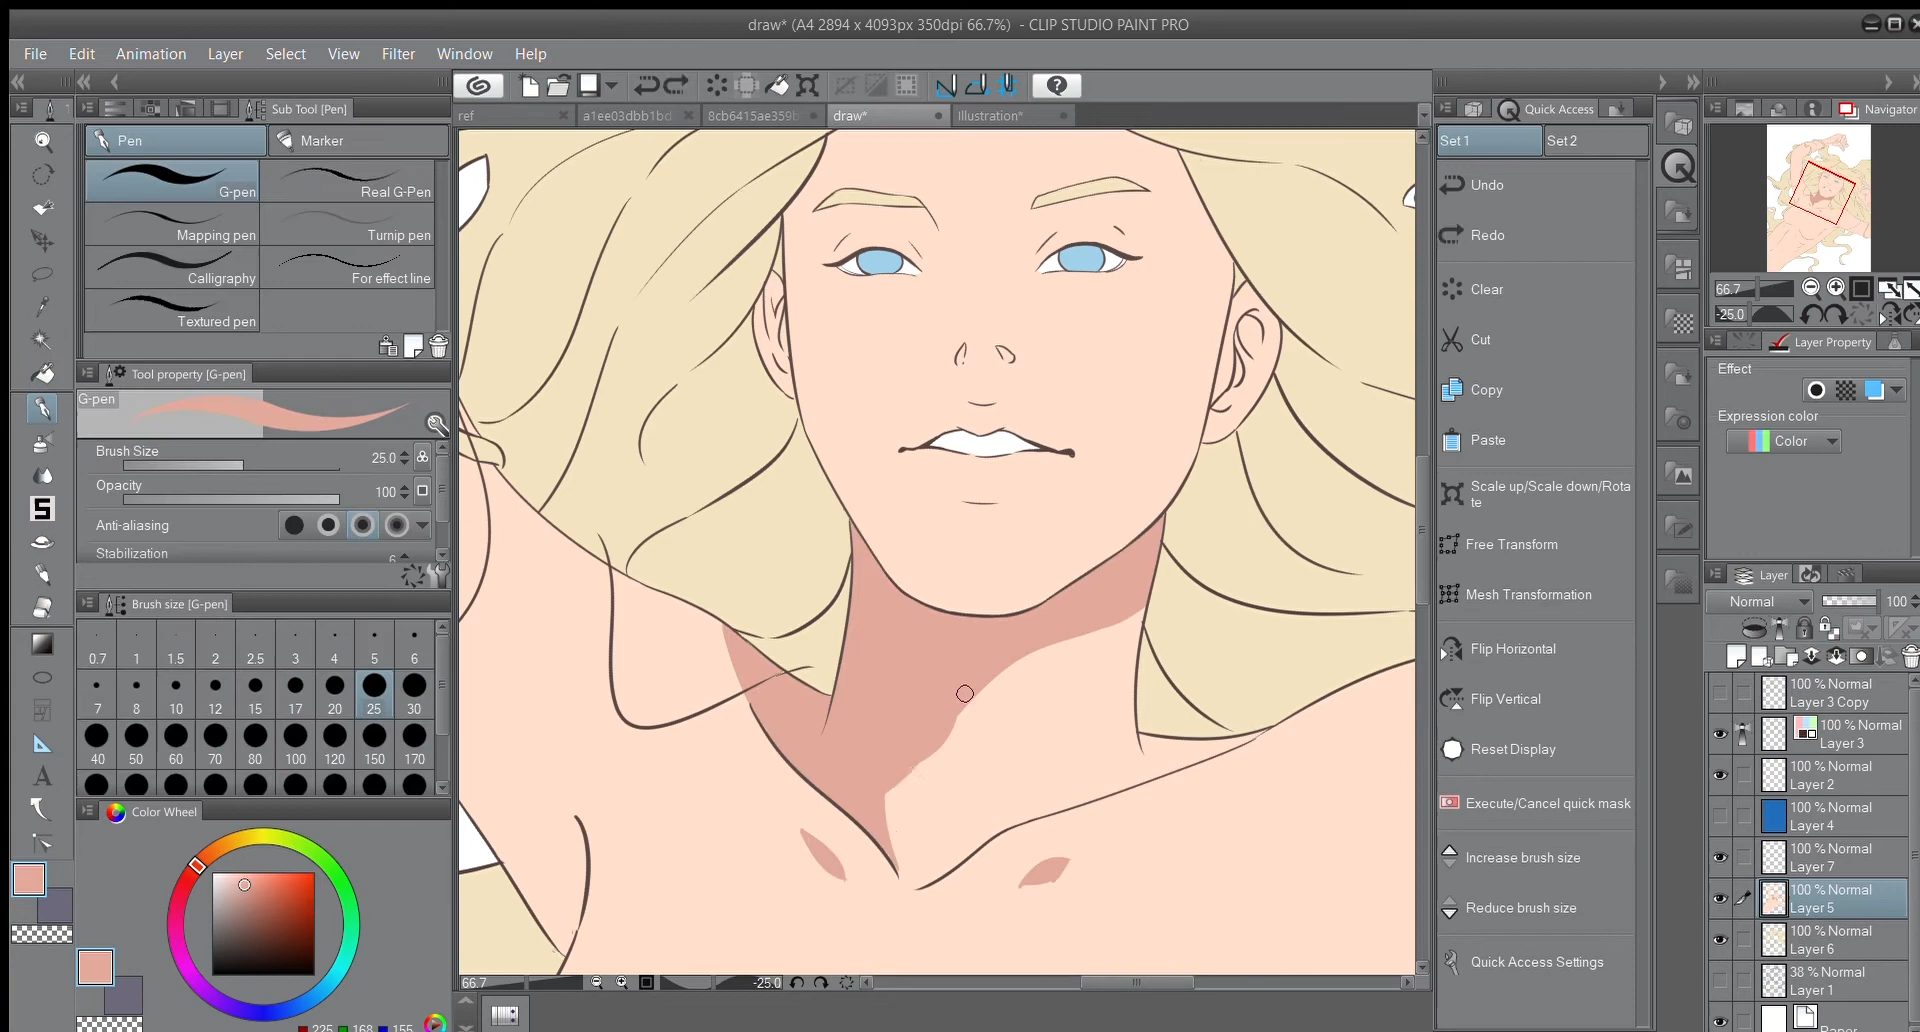 draw* (A4 2894 x 4093px 350dpi 66.7%) - CLIP STUDIO PAINT PRO
File Edit Animation Layer Select View Filter Window Help
Sub Tool [Pen]
Pen
Marker
G-pen
Real G-Pen
Mapping pen
Turnip pen
Calligraphy
For effect line
Textured pen
Tool property [G-pen]
G-pen
Brush Size 25.0
Opacity 100
Anti-aliasing
Stabilization 6
Brush size [G-pen]
0.7 1 1.5 2 2.5 3 4 5 6
7 8 10 12 15 17 20 25 30
40 50 60 70 80 100 120 150 170
Color Wheel
225 168 155
ref a1ee03dbb1bd 8cb6415ae359b draw* Illustration*
66.7
-25.0
Quick Access
Set 1 Set 2
Undo
Redo
Clear
Cut
Copy
Paste
Scale up/Scale down/Rota
te
Free Transform
Mesh Transformation
Flip Horizontal
Flip Vertical
Reset Display
Execute/Cancel quick mask
Increase brush size
Reduce brush size
Quick Access Settings
Navigator
66.7
-25.0
Layer Property
Effect
Expression color
Color
Layer
Normal 100
100 % Normal
Layer 3 Copy
100 % Normal
Layer 3
100 % Normal
Layer 2
100 % Normal
Layer 4
100 % Normal
Layer 7
100 % Normal
Layer 5
100 % Normal
Layer 6
38 % Normal
Layer 1
Paper